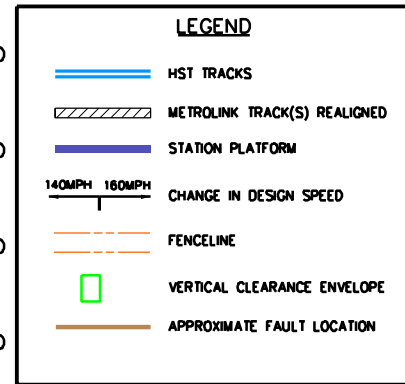 LEGEND
HST TRACKS
METROLINK TRACK(S) REALIGNED
STATION PLATFORM
140MPH 160MPH
CHANGE IN DESIGN SPEED
FENCELINE
VERTICAL CLEARANCE ENVELOPE
APPROXIMATE FAULT LOCATION